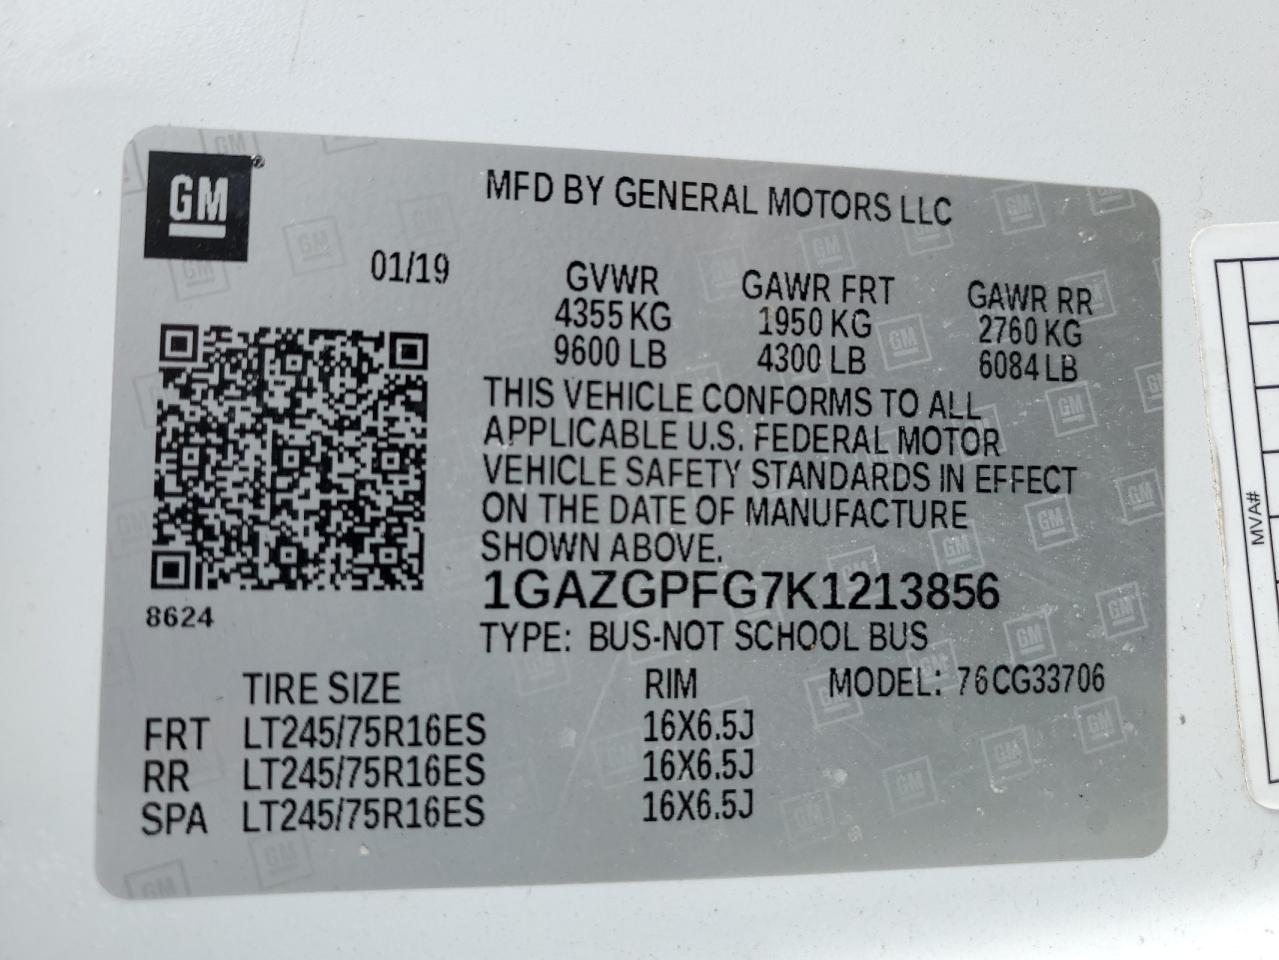 GM
MFD BY GENERAL MOTORS LLC
01/19
GVWR GAWR FRT GAWR RR
4355 KG 1950 KG 2760 KG
9600 LB 4300 LB 6084 LB
THIS VEHICLE CONFORMS TO ALL
APPLICABLE U.S. FEDERAL MOTOR
VEHICLE SAFETY STANDARDS IN EFFECT
ON THE DATE OF MANUFACTURE
SHOWN ABOVE.
1GAZGPFG7K1213856
8624
TYPE: BUS-NOT SCHOOL BUS
TIRE SIZE RIM MODEL: 76CG33706
FRT LT245/75R16ES 16X6.5J
RR LT245/75R16ES 16X6.5J
SPA LT245/75R16ES 16X6.5J
MVA#